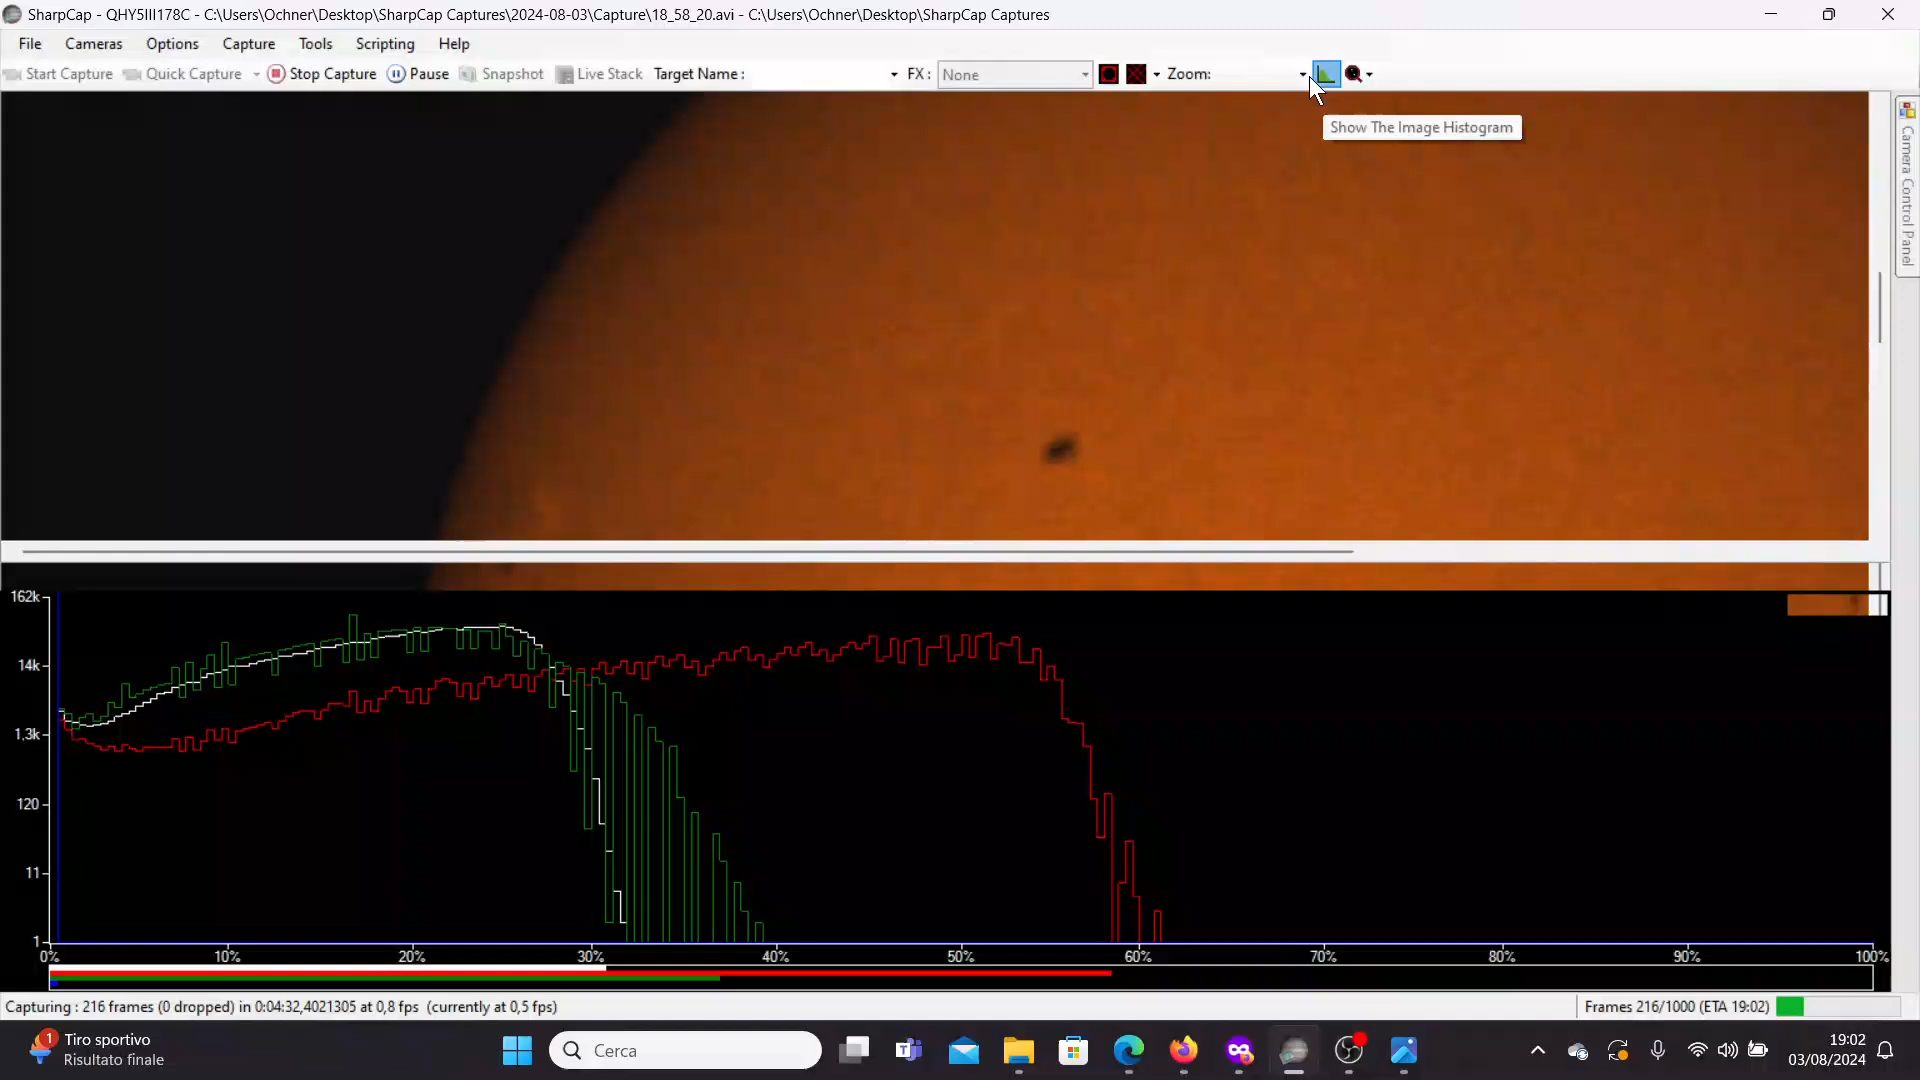 SharpCap - QHY5III178C - C:\Users\Ochner\Desktop\SharpCap Captures\2024-08-03\Capture\18_58_20.avi - C:\Users\Ochner\Desktop\SharpCap Captures
File Cameras Options Capture Tools Scripting Help
Start Capture Quick Capture Stop Capture Pause Snapshot Live Stack Target Name : FX : None Zoom:
Show The Image Histogram
Camera Control Panel
162k
14k
1,3k
120
11
1
0% 10% 20% 30% 40% 50% 60% 70% 80% 90% 100%
Capturing : 216 frames (0 dropped) in 0:04:32,4021305 at 0,8 fps (currently at 0,5 fps)
Frames 216/1000 (ETA 19:02)
1
Tiro sportivo
Risultato finale
Cerca
19:02
03/08/2024